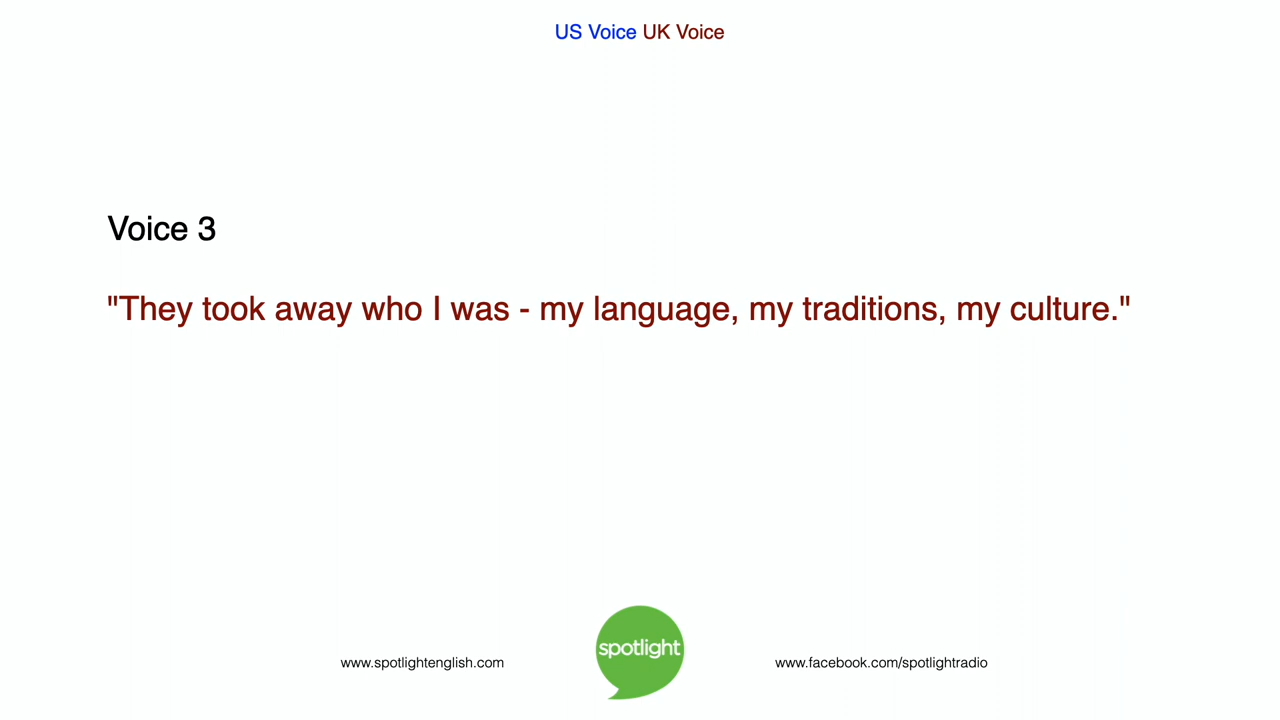 US Voice UK Voice
Voice 3
"They took away who I was - my language, my traditions, my culture."
www.spotlightenglish.com
spotlight
www.facebook.com/spotlightradio